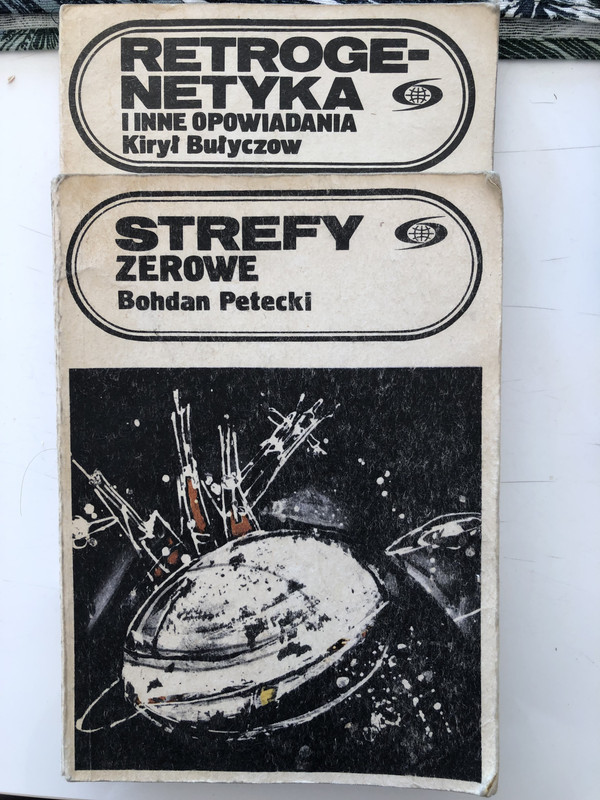 RETROGE-
NETYKA
I INNE OPOWIADANIA
Kirył Bułyczow
STREFY
ZEROWE
Bohdan Petecki